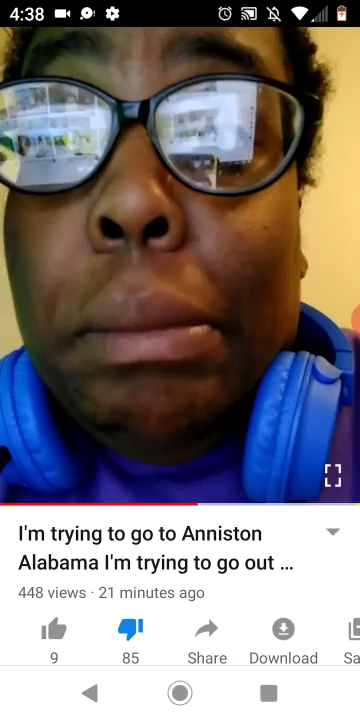 4:38
I'm trying to go to Anniston
Alabama I'm trying to go out ...
448 views · 21 minutes ago
9
85
Share
Download
Sa